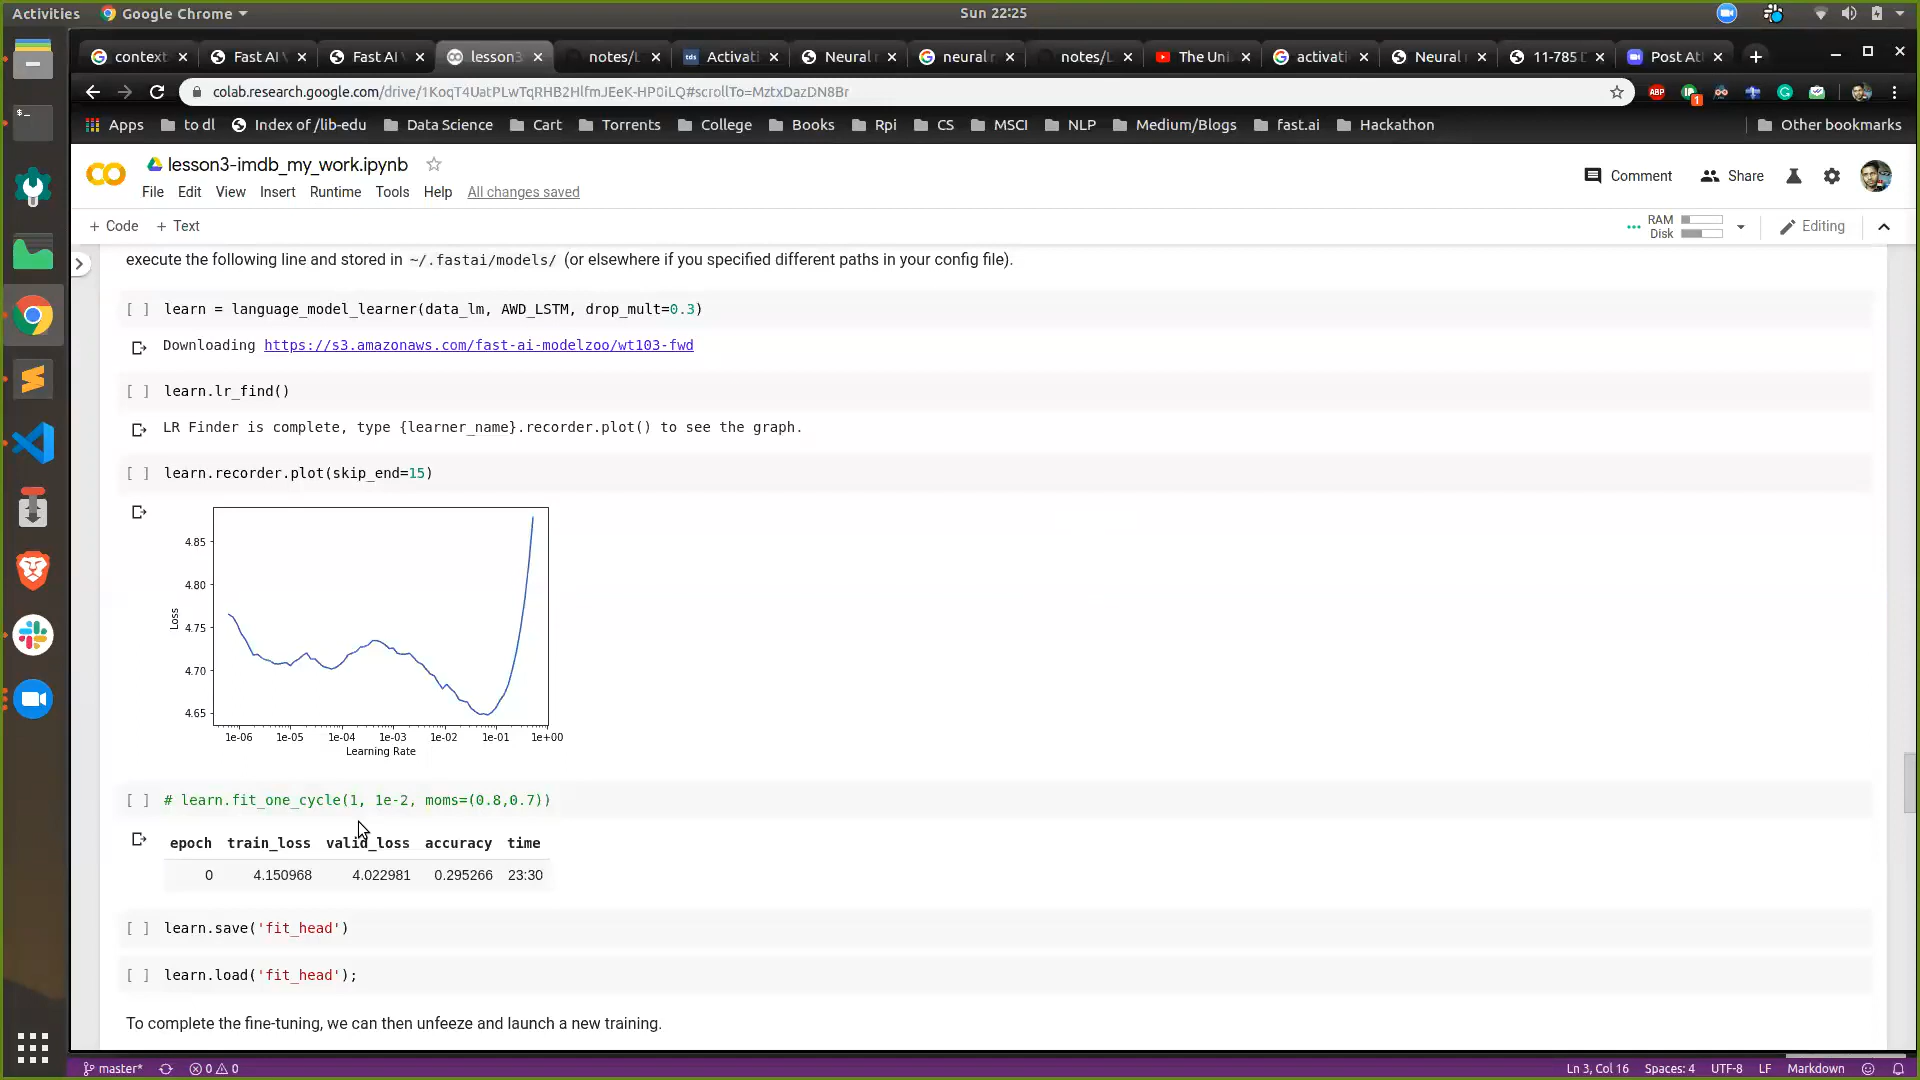 Activities Google Chrome Sun 22:25
context Fast AI Fast AI lesson3 notes/L Activati Neural neural notes/L The Uni activati Neural 11-785 Post At
colab.research.google.com/drive/1KoqT4UatPLwTqRHB2HlfmJEeK-HP0iLQ#scrollTo=MztxDazDN8Br
ABP 1
Apps to dl Index of /lib-edu Data Science Cart Torrents College Books Rpi CS MSCI NLP Medium/Blogs fast.ai Hackathon Other bookmarks
lesson3-imdb_my_work.ipynb
Comment Share
File Edit View Insert Runtime Tools Help All changes saved
+ Code + Text RAM Disk Editing
execute the following line and stored in ~/.fastai/models/ (or elsewhere if you specified different paths in your config file).
[ ] learn = language_model_learner(data_lm, AWD_LSTM, drop_mult=0.3)
Downloading https://s3.amazonaws.com/fast-ai-modelzoo/wt103-fwd
[ ] learn.lr_find()
LR Finder is complete, type {learner_name}.recorder.plot() to see the graph.
[ ] learn.recorder.plot(skip_end=15)
4.85
4.80
4.75
4.70
4.65
Loss
1e-06 1e-05 1e-04 1e-03 1e-02 1e-01 1e+00
Learning Rate
[ ] # learn.fit_one_cycle(1, 1e-2, moms=(0.8,0.7))
epoch train_loss valid_loss accuracy time
0 4.150968 4.022981 0.295266 23:30
[ ] learn.save('fit_head')
[ ] learn.load('fit_head');
To complete the fine-tuning, we can then unfeeze and launch a new training.
master* 0 0 Ln 3, Col 16 Spaces: 4 UTF-8 LF Markdown